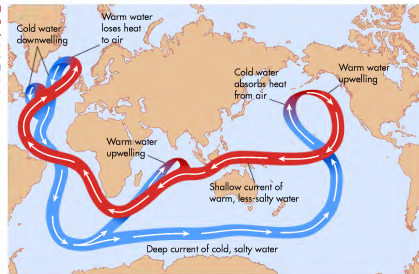 Warm water
loses heat
to air
Cold water
downwelling
Cold water
absorbs heat
from air
Warm water
upwelling
Warm water
upwelling
Shallow current of
warm, less-salty water
Deep current of cold, salty water